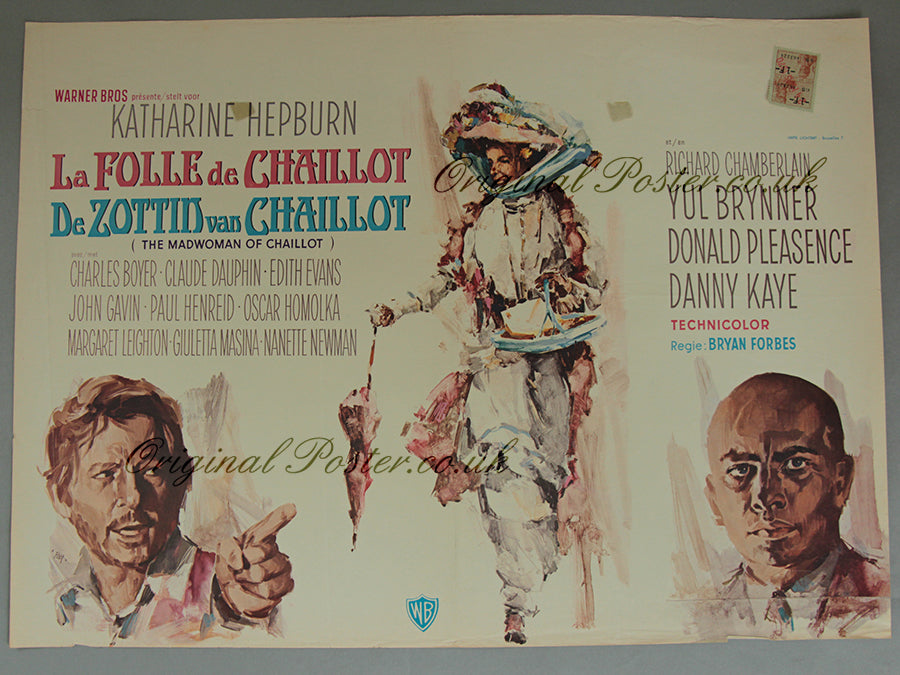 WARNER BROS présente/stelt voor
KATHARINE HEPBURN
LA FOLLE de CHAILLOT
De ZOTTIN van CHAILLOT
( THE MADWOMAN OF CHAILLOT )
avec/met
CHARLES BOYER · CLAUDE DAUPHIN · EDITH EVANS
JOHN GAVIN · PAUL HENREID · OSCAR HOMOLKA
MARGARET LEIGHTON · GIULETTA MASINA · NANETTE NEWMAN
et/en
RICHARD CHAMBERLAIN
YUL BRYNNER
DONALD PLEASENCE
DANNY KAYE
TECHNICOLOR
Regie: BRYAN FORBES
Original Poster.co.uk
Original Poster.co.uk
WB